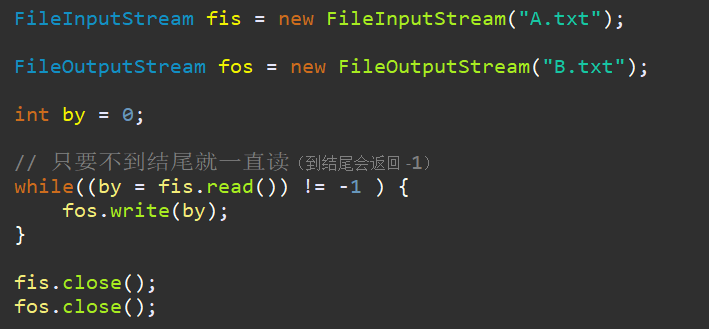 FileInputStream fis = new FileInputStream("A.txt");
FileOutputStream fos = new FileOutputStream("B.txt");
int by = 0;
// 只要不到结尾就一直读（到结尾会返回 -1）
while((by = fis.read()) != -1 ) {
    fos.write(by);
}
fis.close();
fos.close();